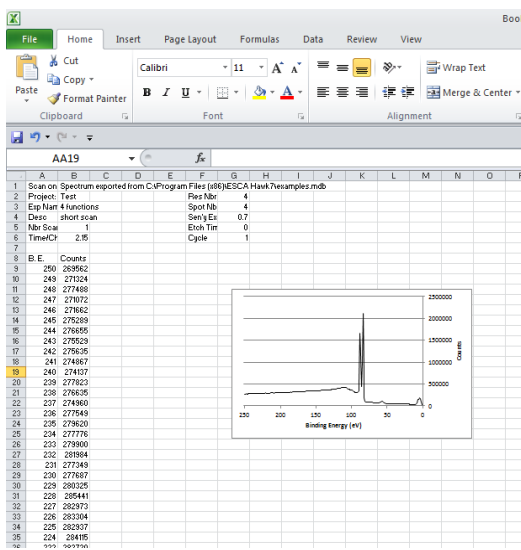 Boo
File Home Insert Page Layout Formulas Data Review View
Paste
Cut
Copy
Format Painter
Clipboard
Calibri 11 A A
B I U A
Font
Wrap Text
Merge & Center
Alignment
AA19 fx
A B C D E F G H I J K L M N O
1 Scan on Spectrum exported from C:\Program Files (x86)\ESCA Hawk7\examples.mdb
2 Project: Test Res Nbr 4
3 Exp Nam 4 functions Spot Nb 4
4 Desc short scan Sen'y Ex 0.7
5 Nbr Scan 1 Etch Tim 0
6 Time/Ch 2.15 Cycle 1
7
8 B. E. Counts
9 250 269562
10 249 271324
11 248 277488
12 247 271072
13 246 271662
14 245 275289
15 244 276655
16 243 275529
17 242 275635
18 241 274867
19 240 274137
20 239 277823
21 238 276635
22 237 274960
23 236 277549
24 235 279620
25 234 277776
26 233 279900
27 232 281984
28 231 277349
29 230 277687
30 229 280325
31 228 285441
32 227 282973
33 226 283304
34 225 282937
35 224 284115
36 223 283720
2500000
2000000
1500000
1000000
500000
0
Counts
250 200 150 100 50 0
Binding Energy (eV)